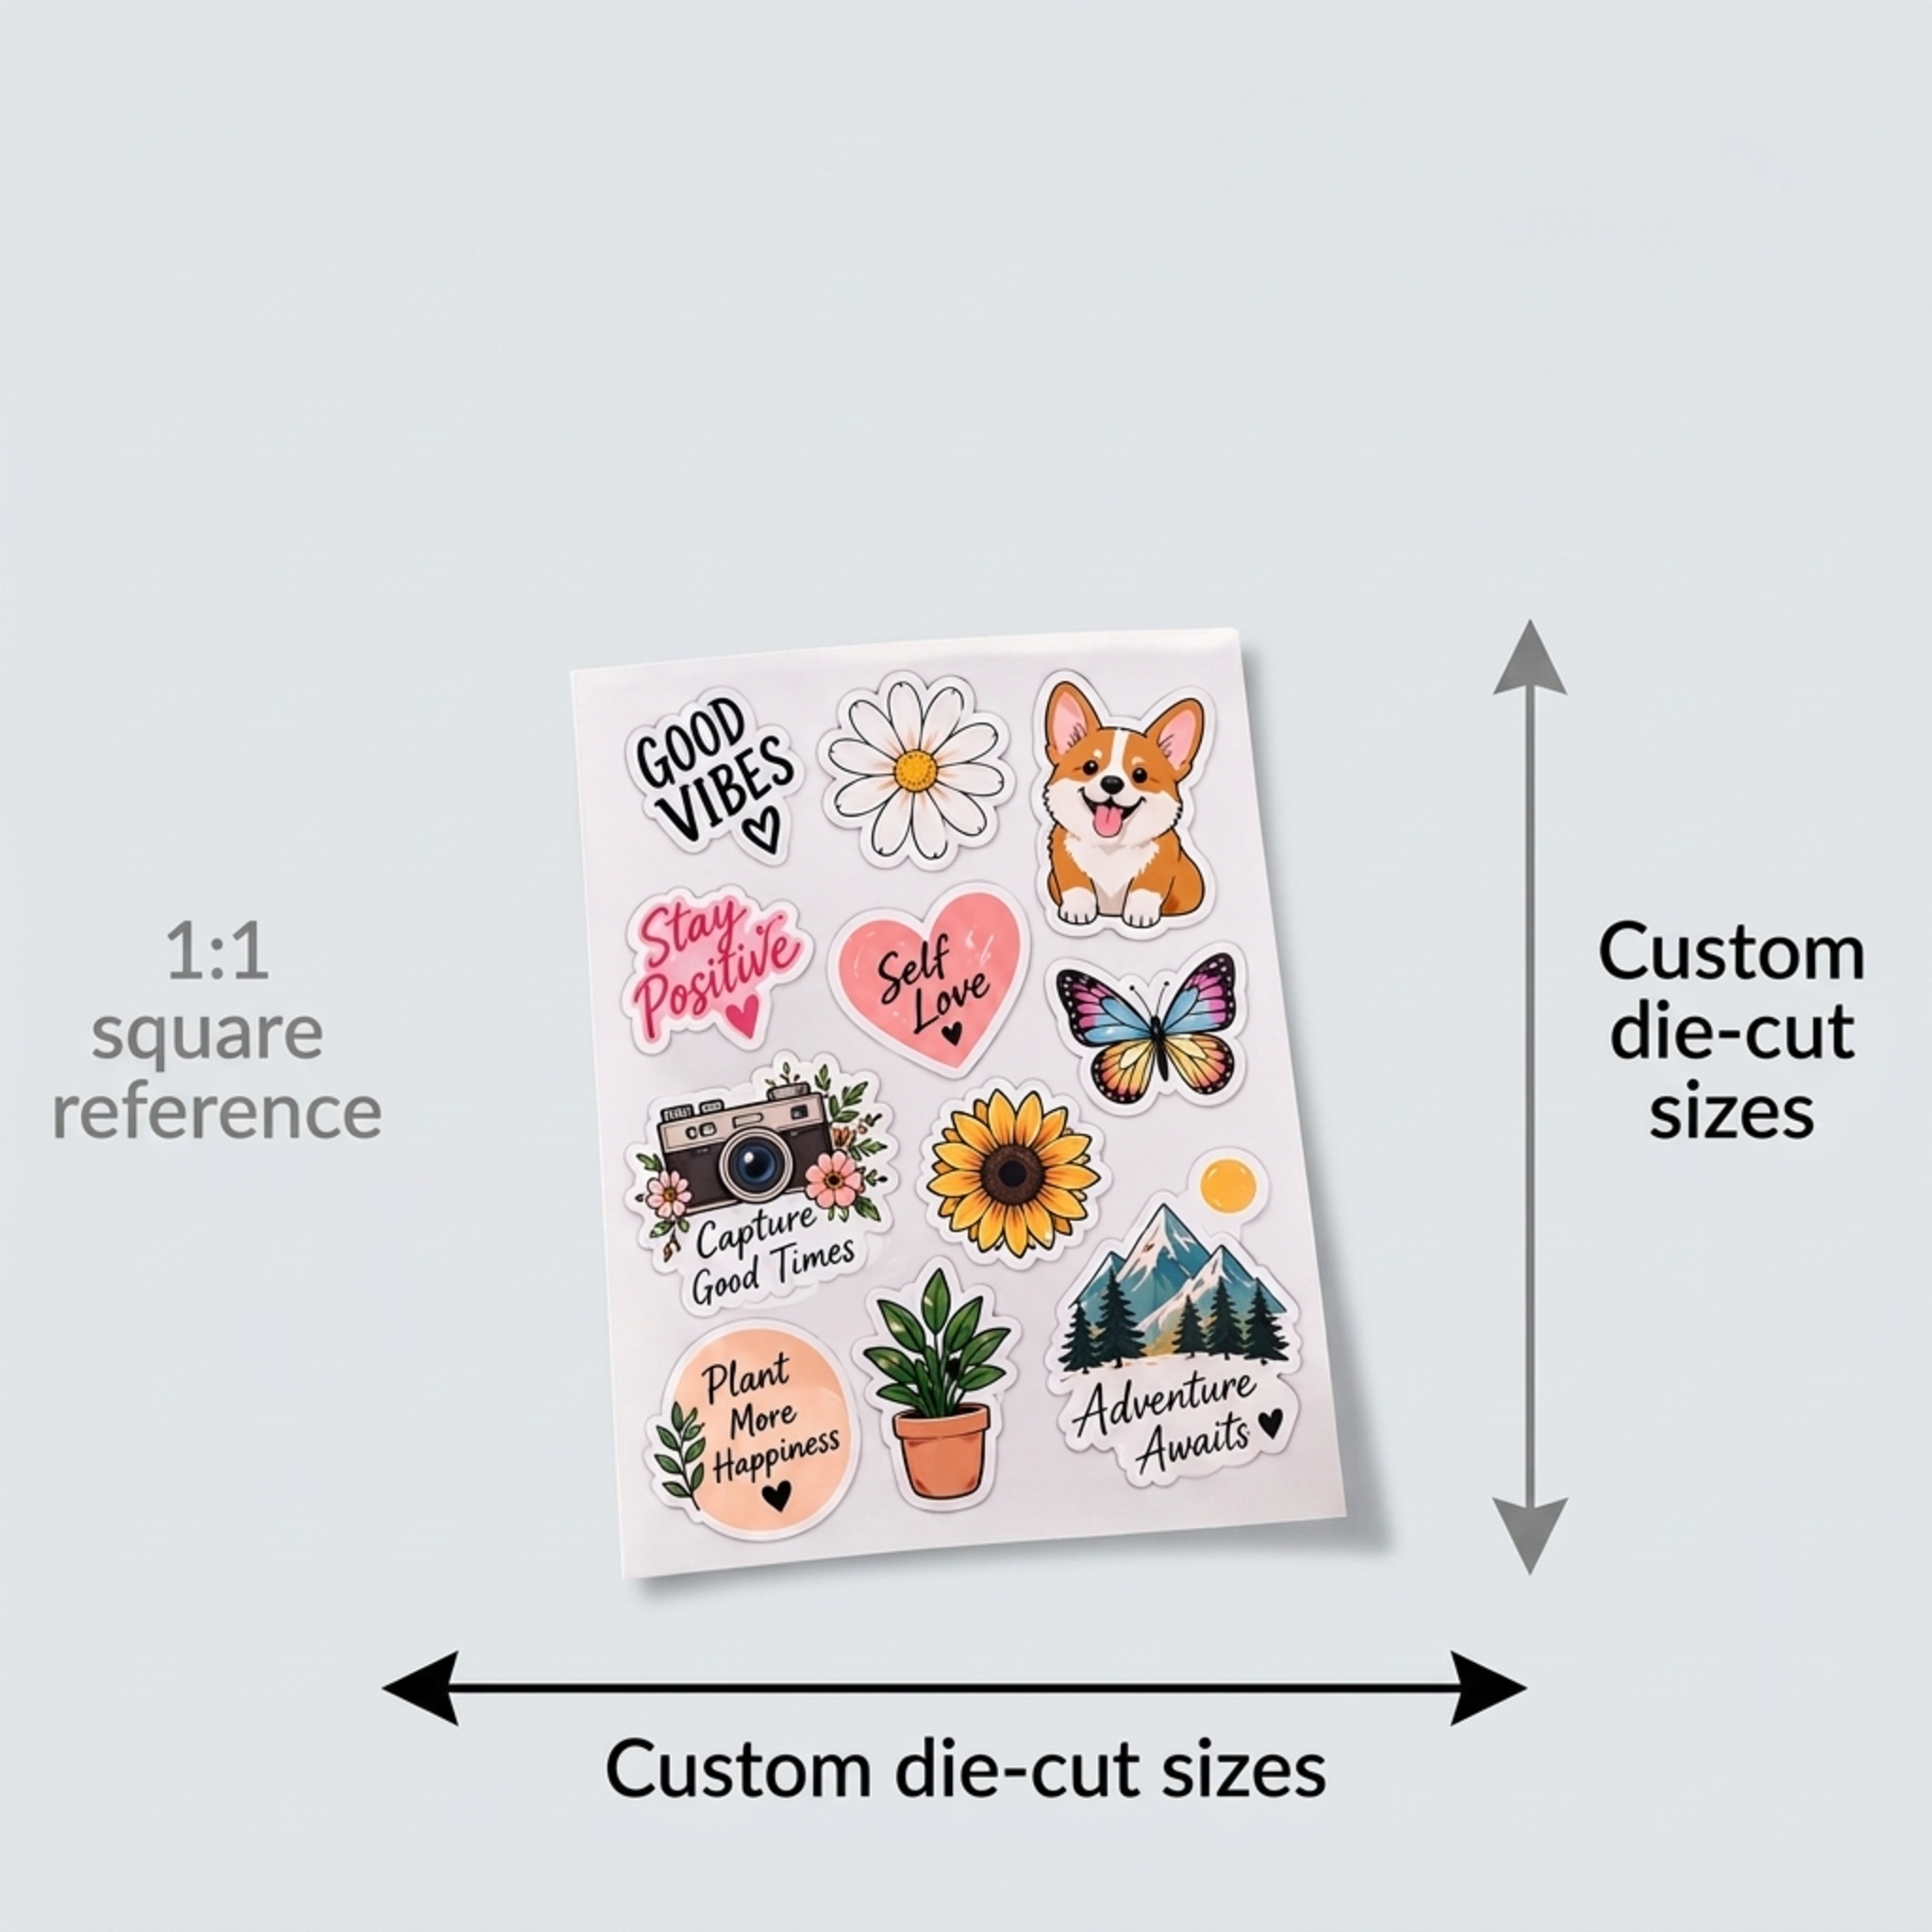 GOOD
VIBES
Stay
Positive
Self
Love
Capture
Good Times
Plant
More
Happiness
Adventure
Awaits
1:1
square
reference
Custom
die-cut
sizes
Custom die-cut sizes